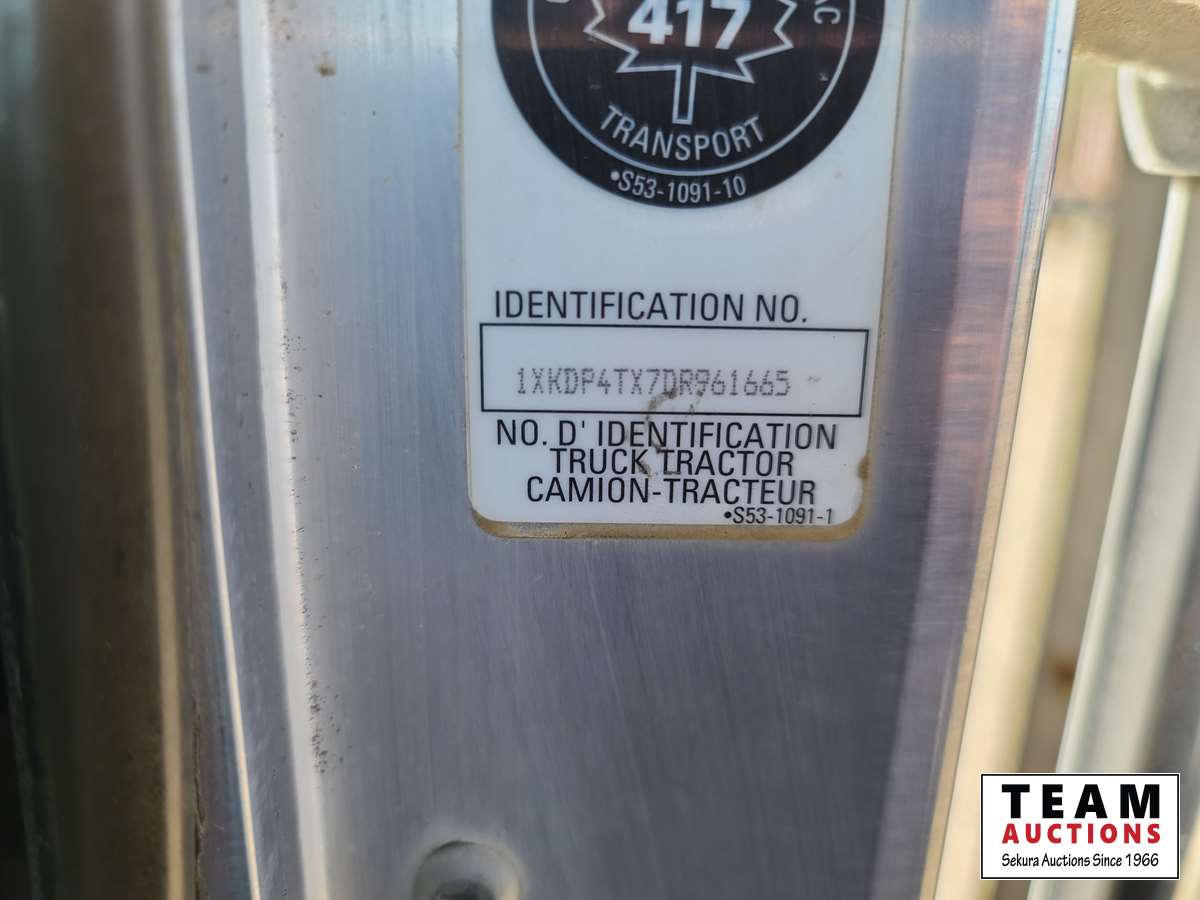 417
TRANSPORT
•S53-1091-10
IDENTIFICATION NO.
1XKDP4TX7DR961665
NO. D' IDENTIFICATION
TRUCK TRACTOR
CAMION-TRACTEUR
•S53-1091-1
TEAM
AUCTIONS
Sekura Auctions Since 1966